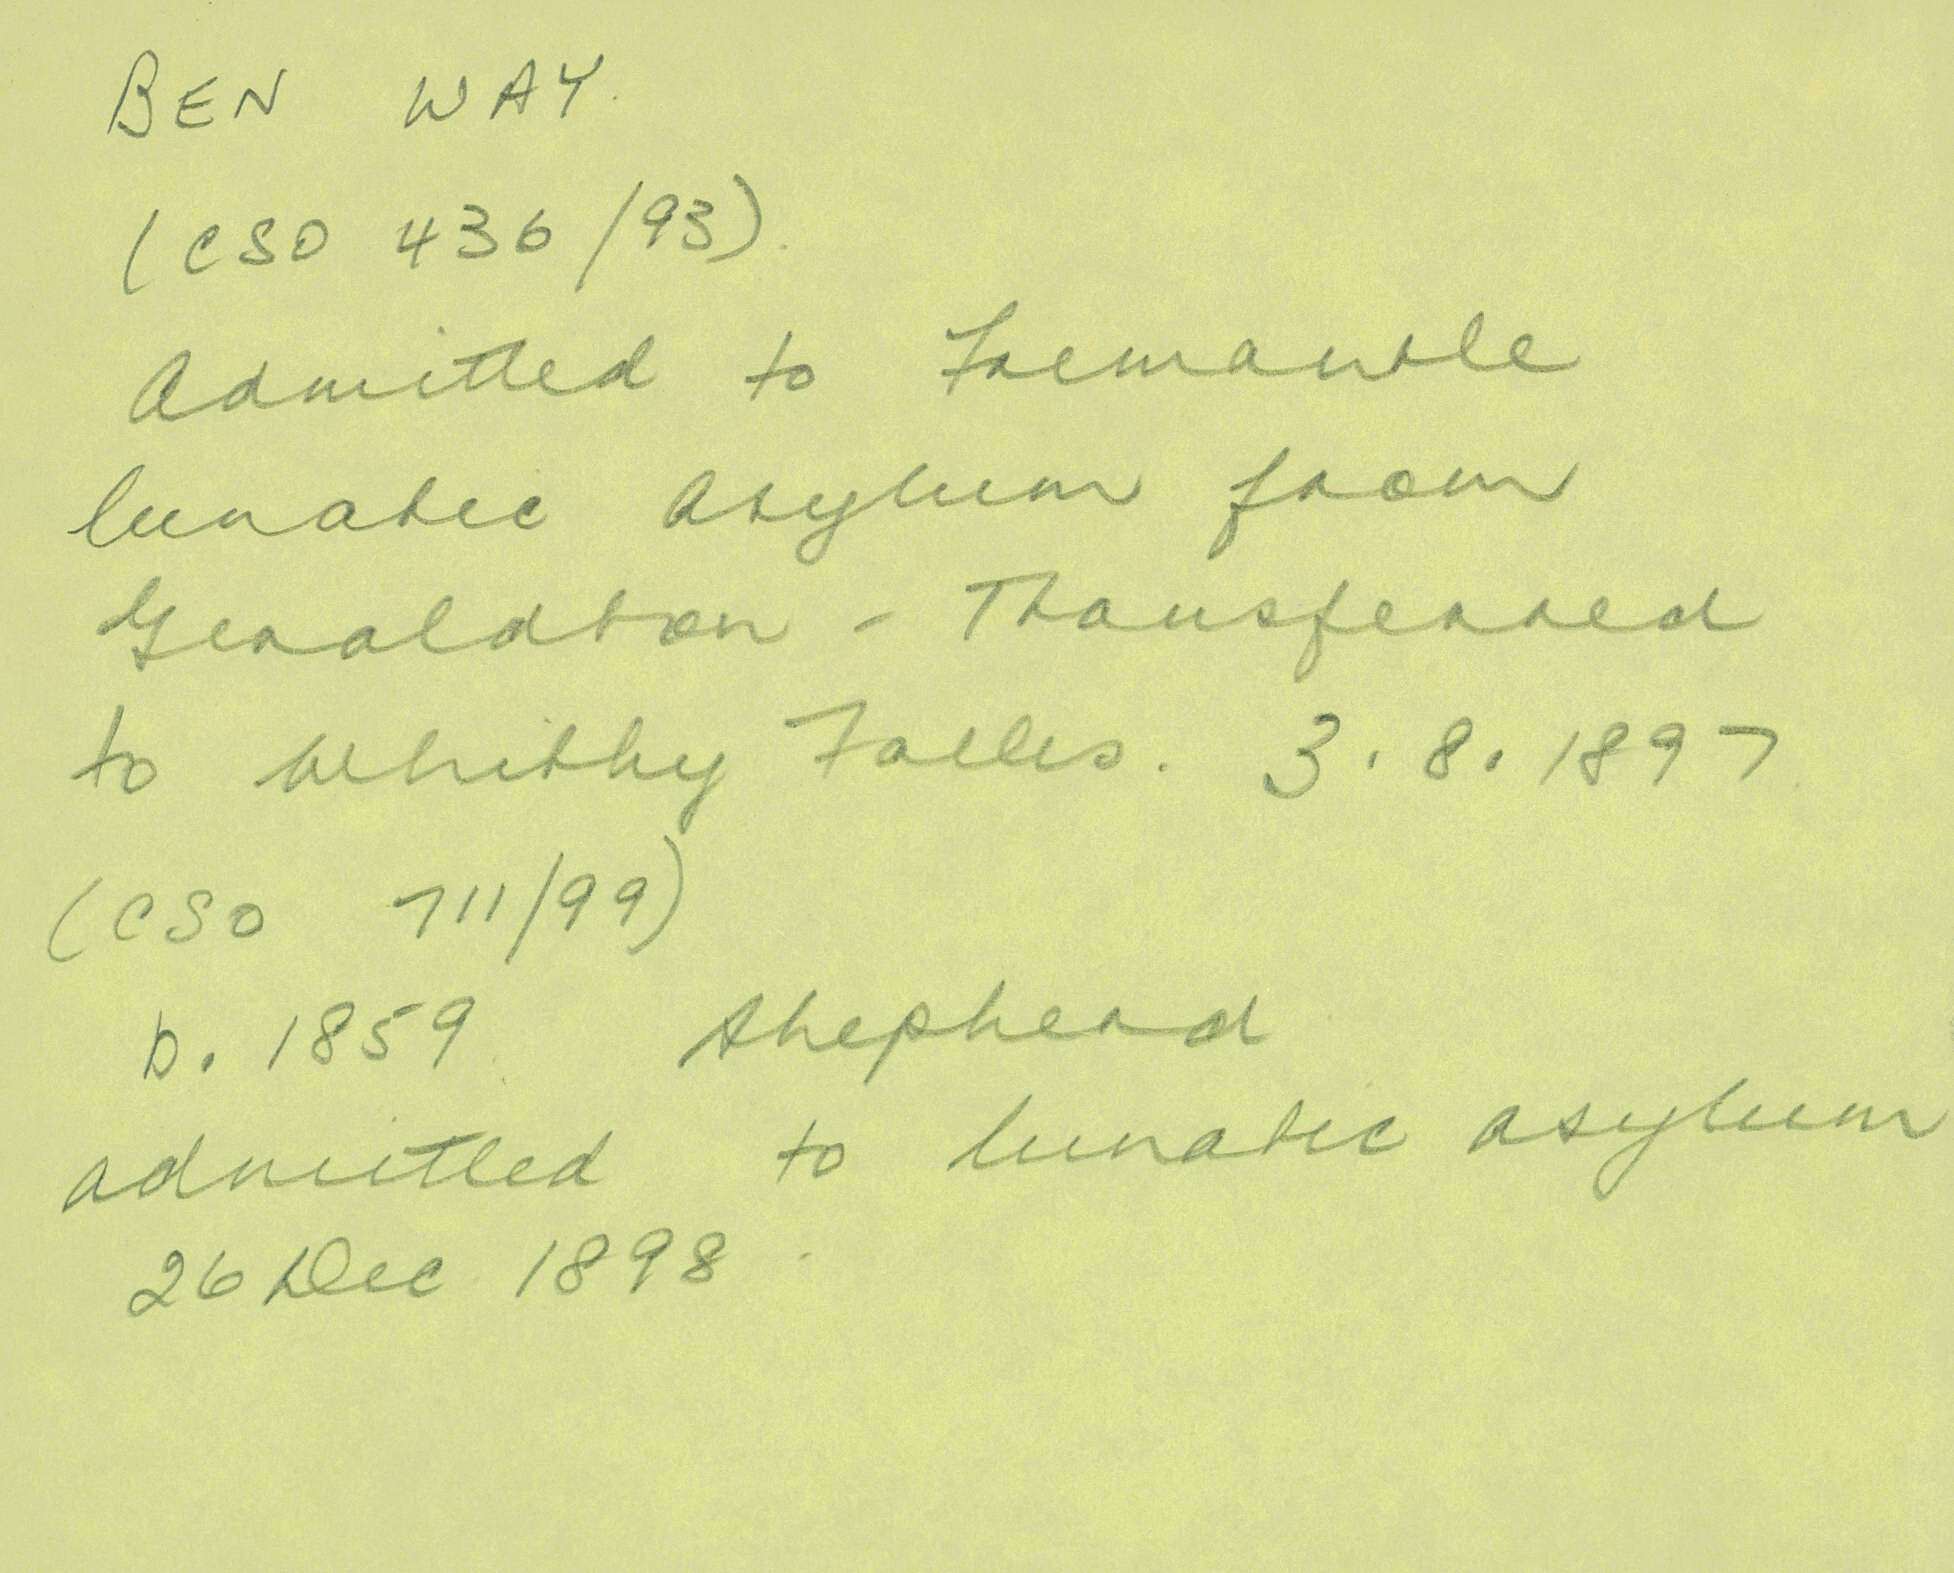 BEN WAY.
(CSO 436/93).
Admitted to Fremantle
lunatic Asylum from
Geraldton - Transferred
to Whitby Falls. 3.8.1897.
(CSO 711/99)
b. 1859. Shepherd
admitted to lunatic asylum
26 Dec 1898.